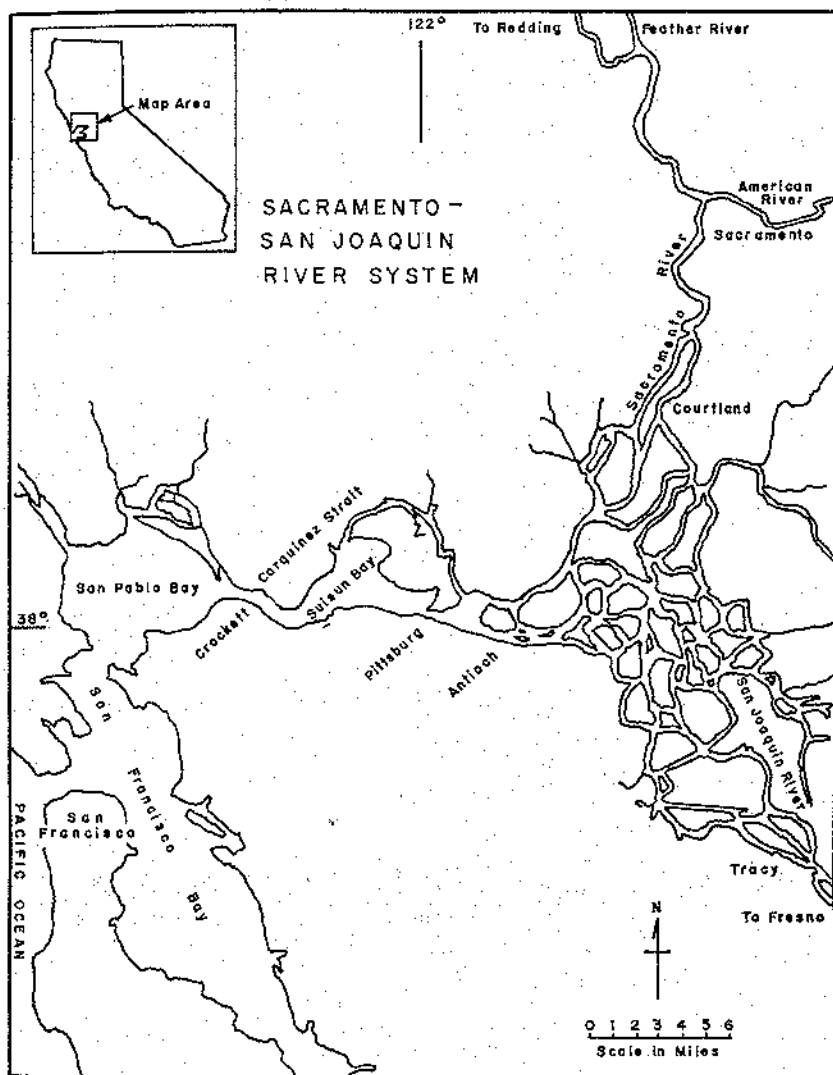 122°
To Redding
Feather River
Map Area
American
River
Sacramento
SACRAMENTO –
SAN JOAQUIN
RIVER SYSTEM
Sacramento River
Courtland
Carquinez Strait
San Pablo Bay
Suisun Bay
38°
Crockett
Pittsburg
Antioch
San Joaquin River
San Francisco Bay
San
Francisco
PACIFIC OCEAN
Tracy
To Fresno
N
0 1 2 3 4 5 6
Scale in Miles